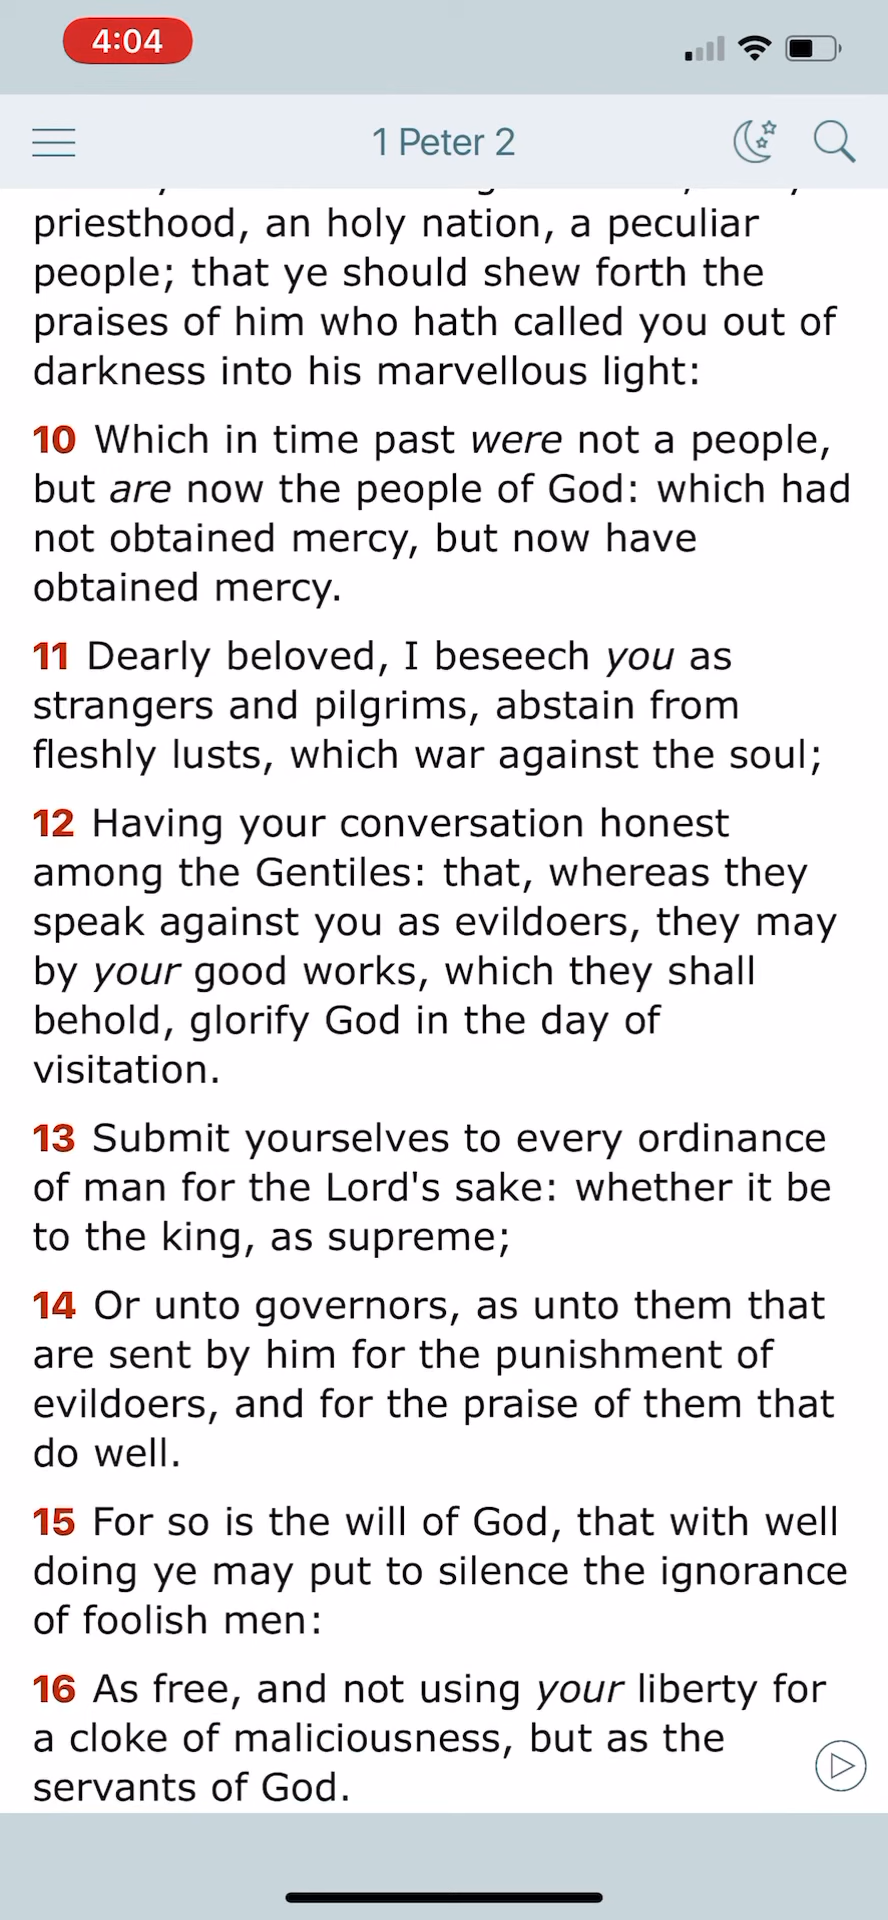 4:04
1 Peter 2
priesthood, an holy nation, a peculiar
people; that ye should shew forth the
praises of him who hath called you out of
darkness into his marvellous light:
10 Which in time past were not a people,
but are now the people of God: which had
not obtained mercy, but now have
obtained mercy.
11 Dearly beloved, I beseech you as
strangers and pilgrims, abstain from
fleshly lusts, which war against the soul;
12 Having your conversation honest
among the Gentiles: that, whereas they
speak against you as evildoers, they may
by your good works, which they shall
behold, glorify God in the day of
visitation.
13 Submit yourselves to every ordinance
of man for the Lord's sake: whether it be
to the king, as supreme;
14 Or unto governors, as unto them that
are sent by him for the punishment of
evildoers, and for the praise of them that
do well.
15 For so is the will of God, that with well
doing ye may put to silence the ignorance
of foolish men:
16 As free, and not using your liberty for
a cloke of maliciousness, but as the
servants of God.